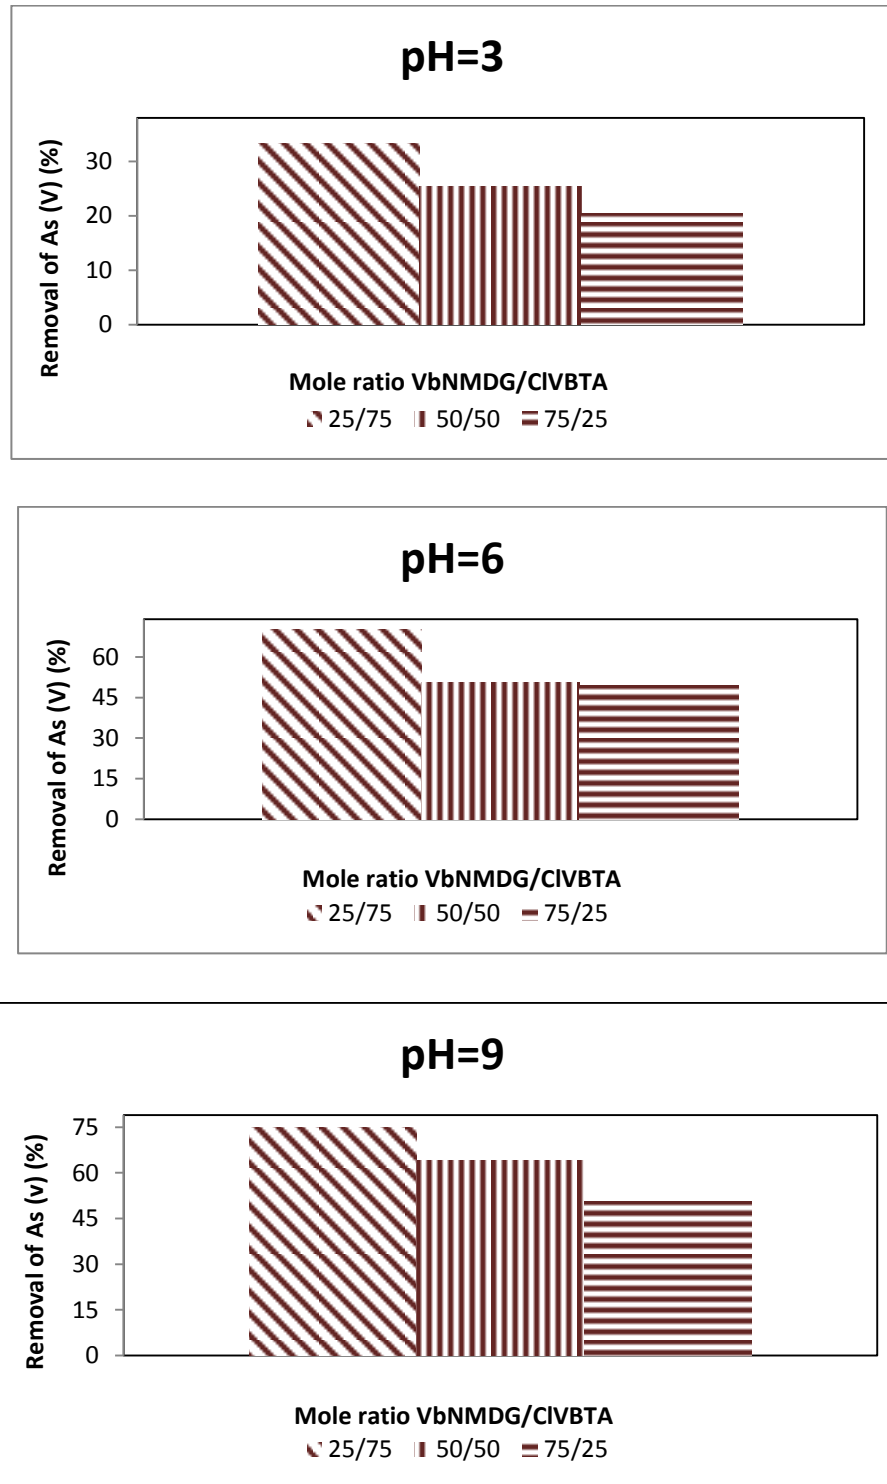 pH=3
Removal of As (V) (%)
30
20
10
0
Mole ratio VbNMDG/ClVBTA
25/75 50/50 75/25
pH=6
Removal of As (V) (%)
60
45
30
15
0
Mole ratio VbNMDG/ClVBTA
25/75 50/50 75/25
pH=9
Removal of As (v) (%)
75
60
45
30
15
0
Mole ratio VbNMDG/ClVBTA
25/75 50/50 75/25